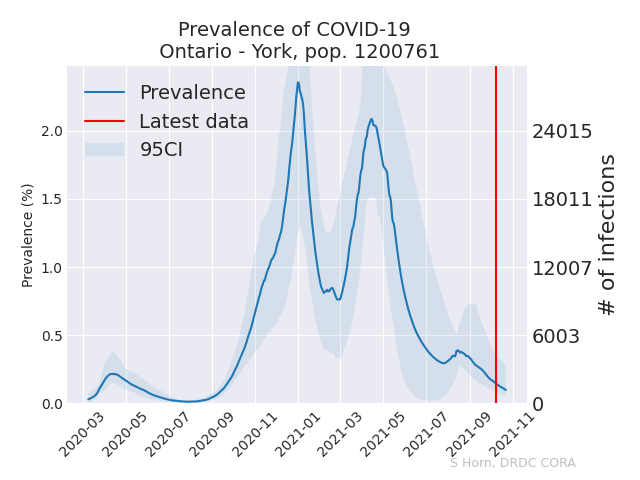 Prevalence of COVID-19
Ontario - York, pop. 1200761
Prevalence
Latest data
95CI
Prevalence (%)
2.0
1.5
1.0
0.5
0.0
24015
18011
12007
6003
0
# of infections
2020-03
2020-05
2020-07
2020-09
2020-11
2021-01
2021-03
2021-05
2021-07
2021-09
2021-11
S Horn, DRDC CORA